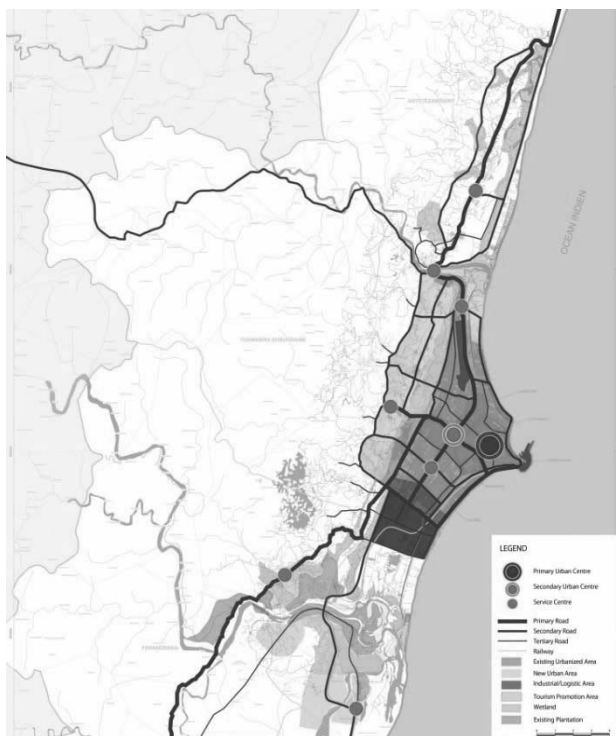 OCEAN INDIEN
LEGEND
Primary Urban Centre
Secondary Urban Centre
Service Centre
Primary Road
Secondary Road
Tertiary Road
Railway
Existing Urbanized Area
New Urban Area
Industrial/Logistic Area
Tourism Promotion Area
Wetland
Existing Plantation